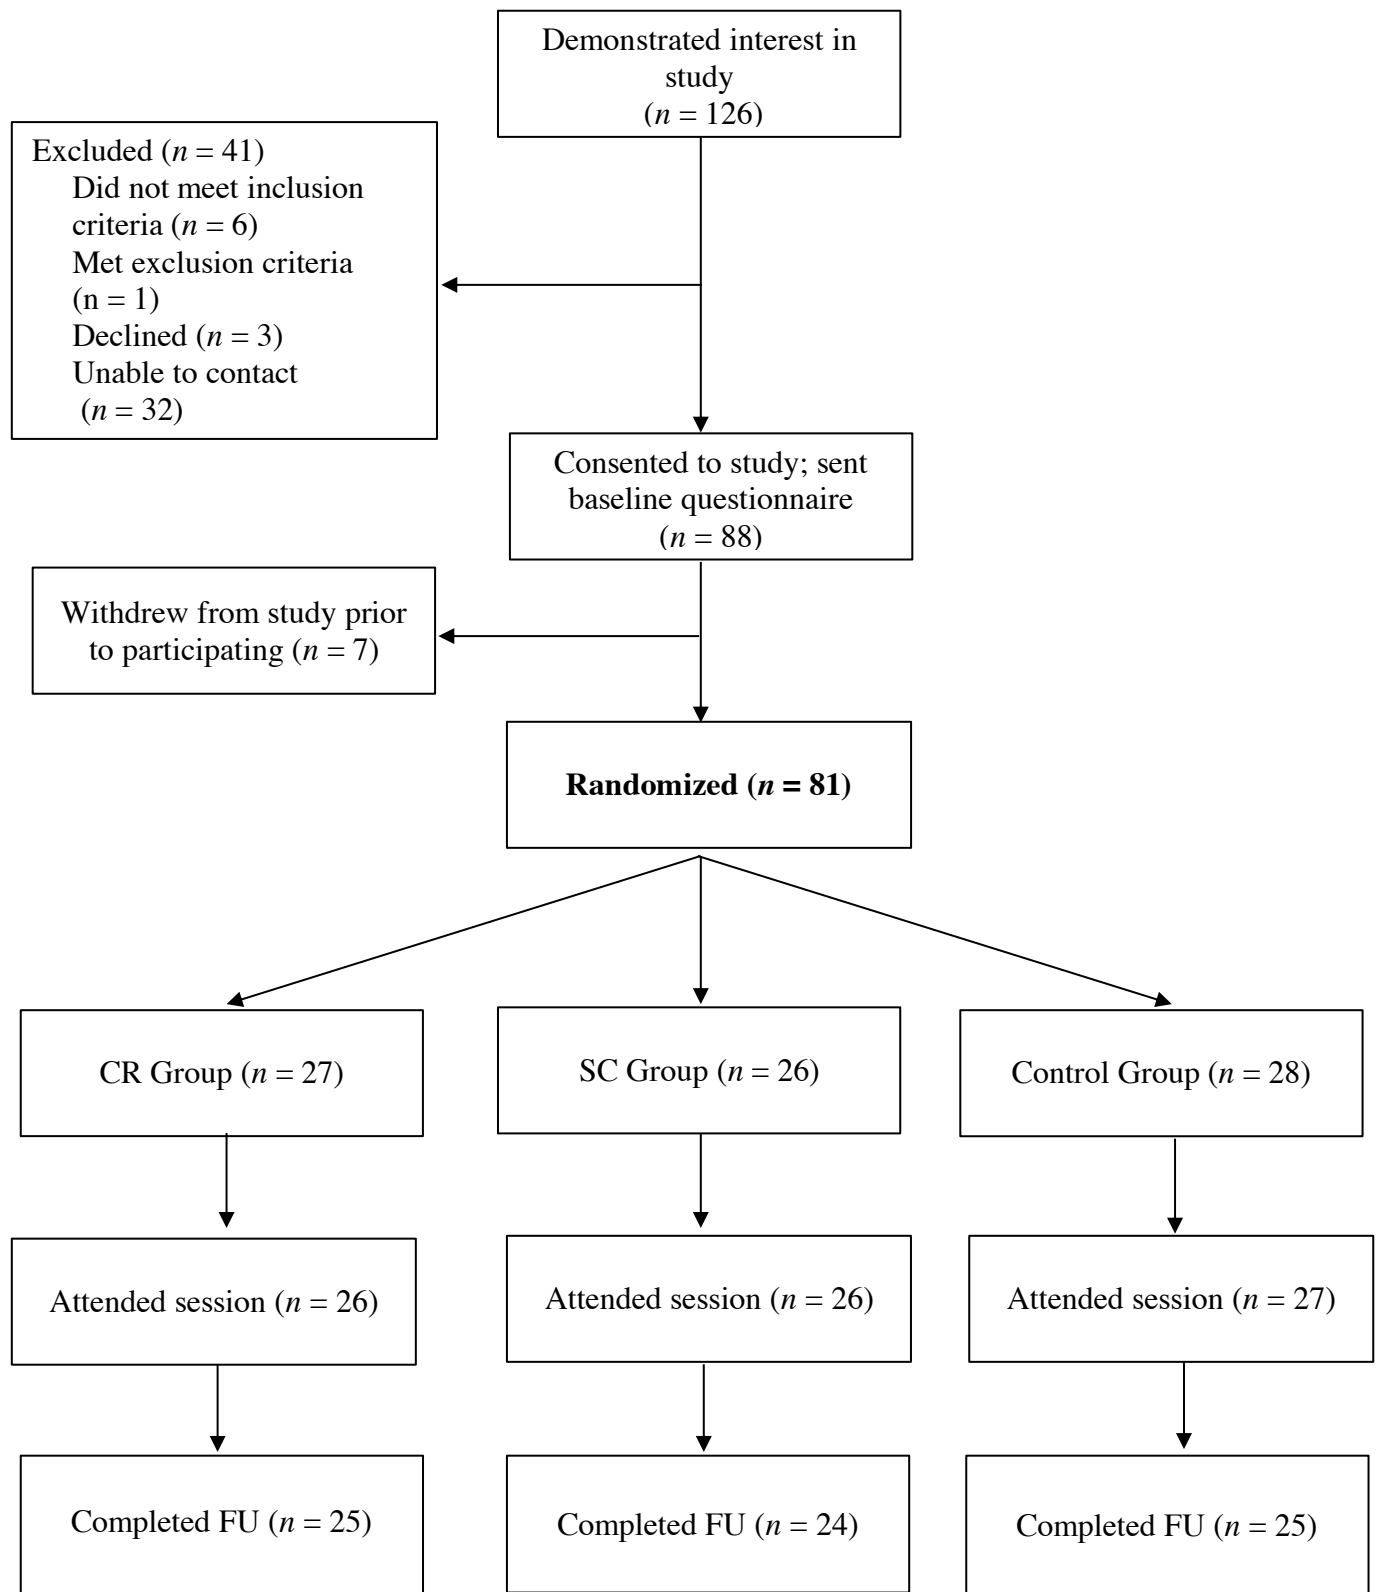 Demonstrated interest in
study
(n = 126)
Excluded (n = 41)
Did not meet inclusion
criteria (n = 6)
Met exclusion criteria
(n = 1)
Declined (n = 3)
Unable to contact
(n = 32)
Consented to study; sent
baseline questionnaire
(n = 88)
Withdrew from study prior
to participating (n = 7)
Randomized (n = 81)
CR Group (n = 27)
SC Group (n = 26)
Control Group (n = 28)
Attended session (n = 26)
Attended session (n = 26)
Attended session (n = 27)
Completed FU (n = 25)
Completed FU (n = 24)
Completed FU (n = 25)